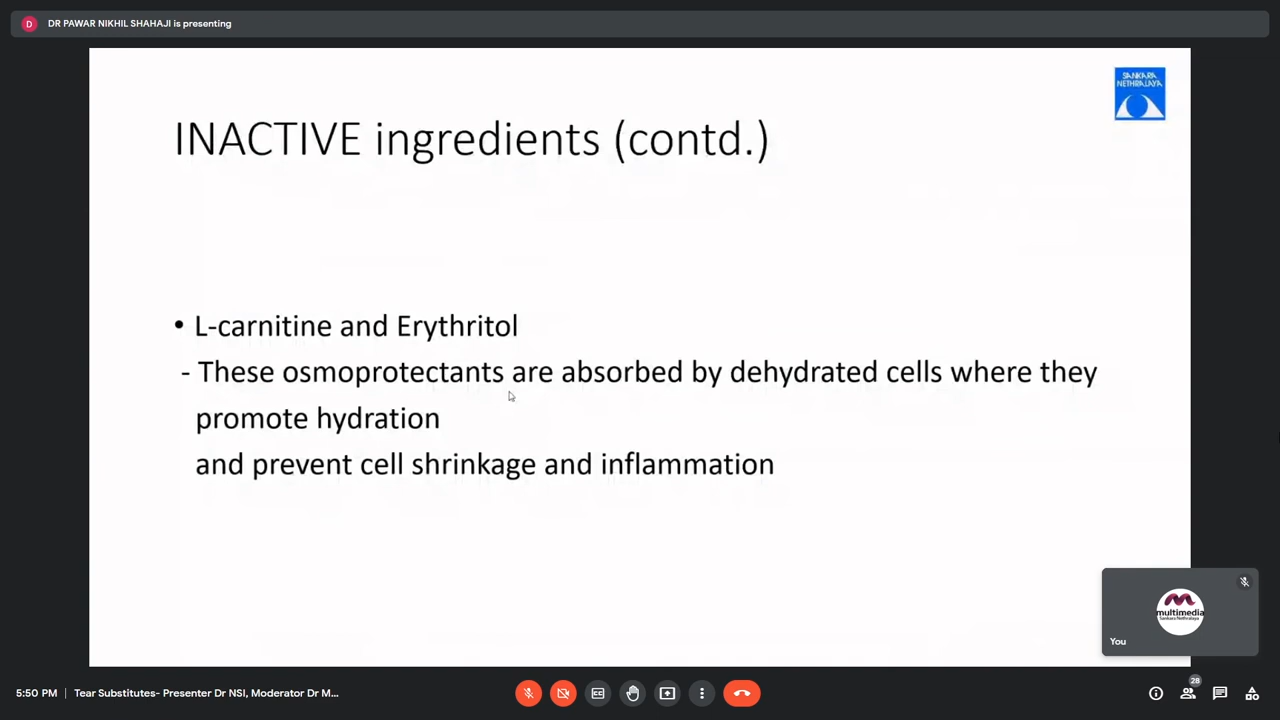 D DR PAWAR NIKHIL SHAHAJI is presenting
SANKARA
NETHRALAYA
INACTIVE ingredients (contd.)
• L-carnitine and Erythritol
- These osmoprotectants are absorbed by dehydrated cells where they
promote hydration
and prevent cell shrinkage and inflammation
multimedia
Sankara Nethralaya
You
5:50 PM | Tear Substitutes- Presenter Dr NSI, Moderator Dr M...
28